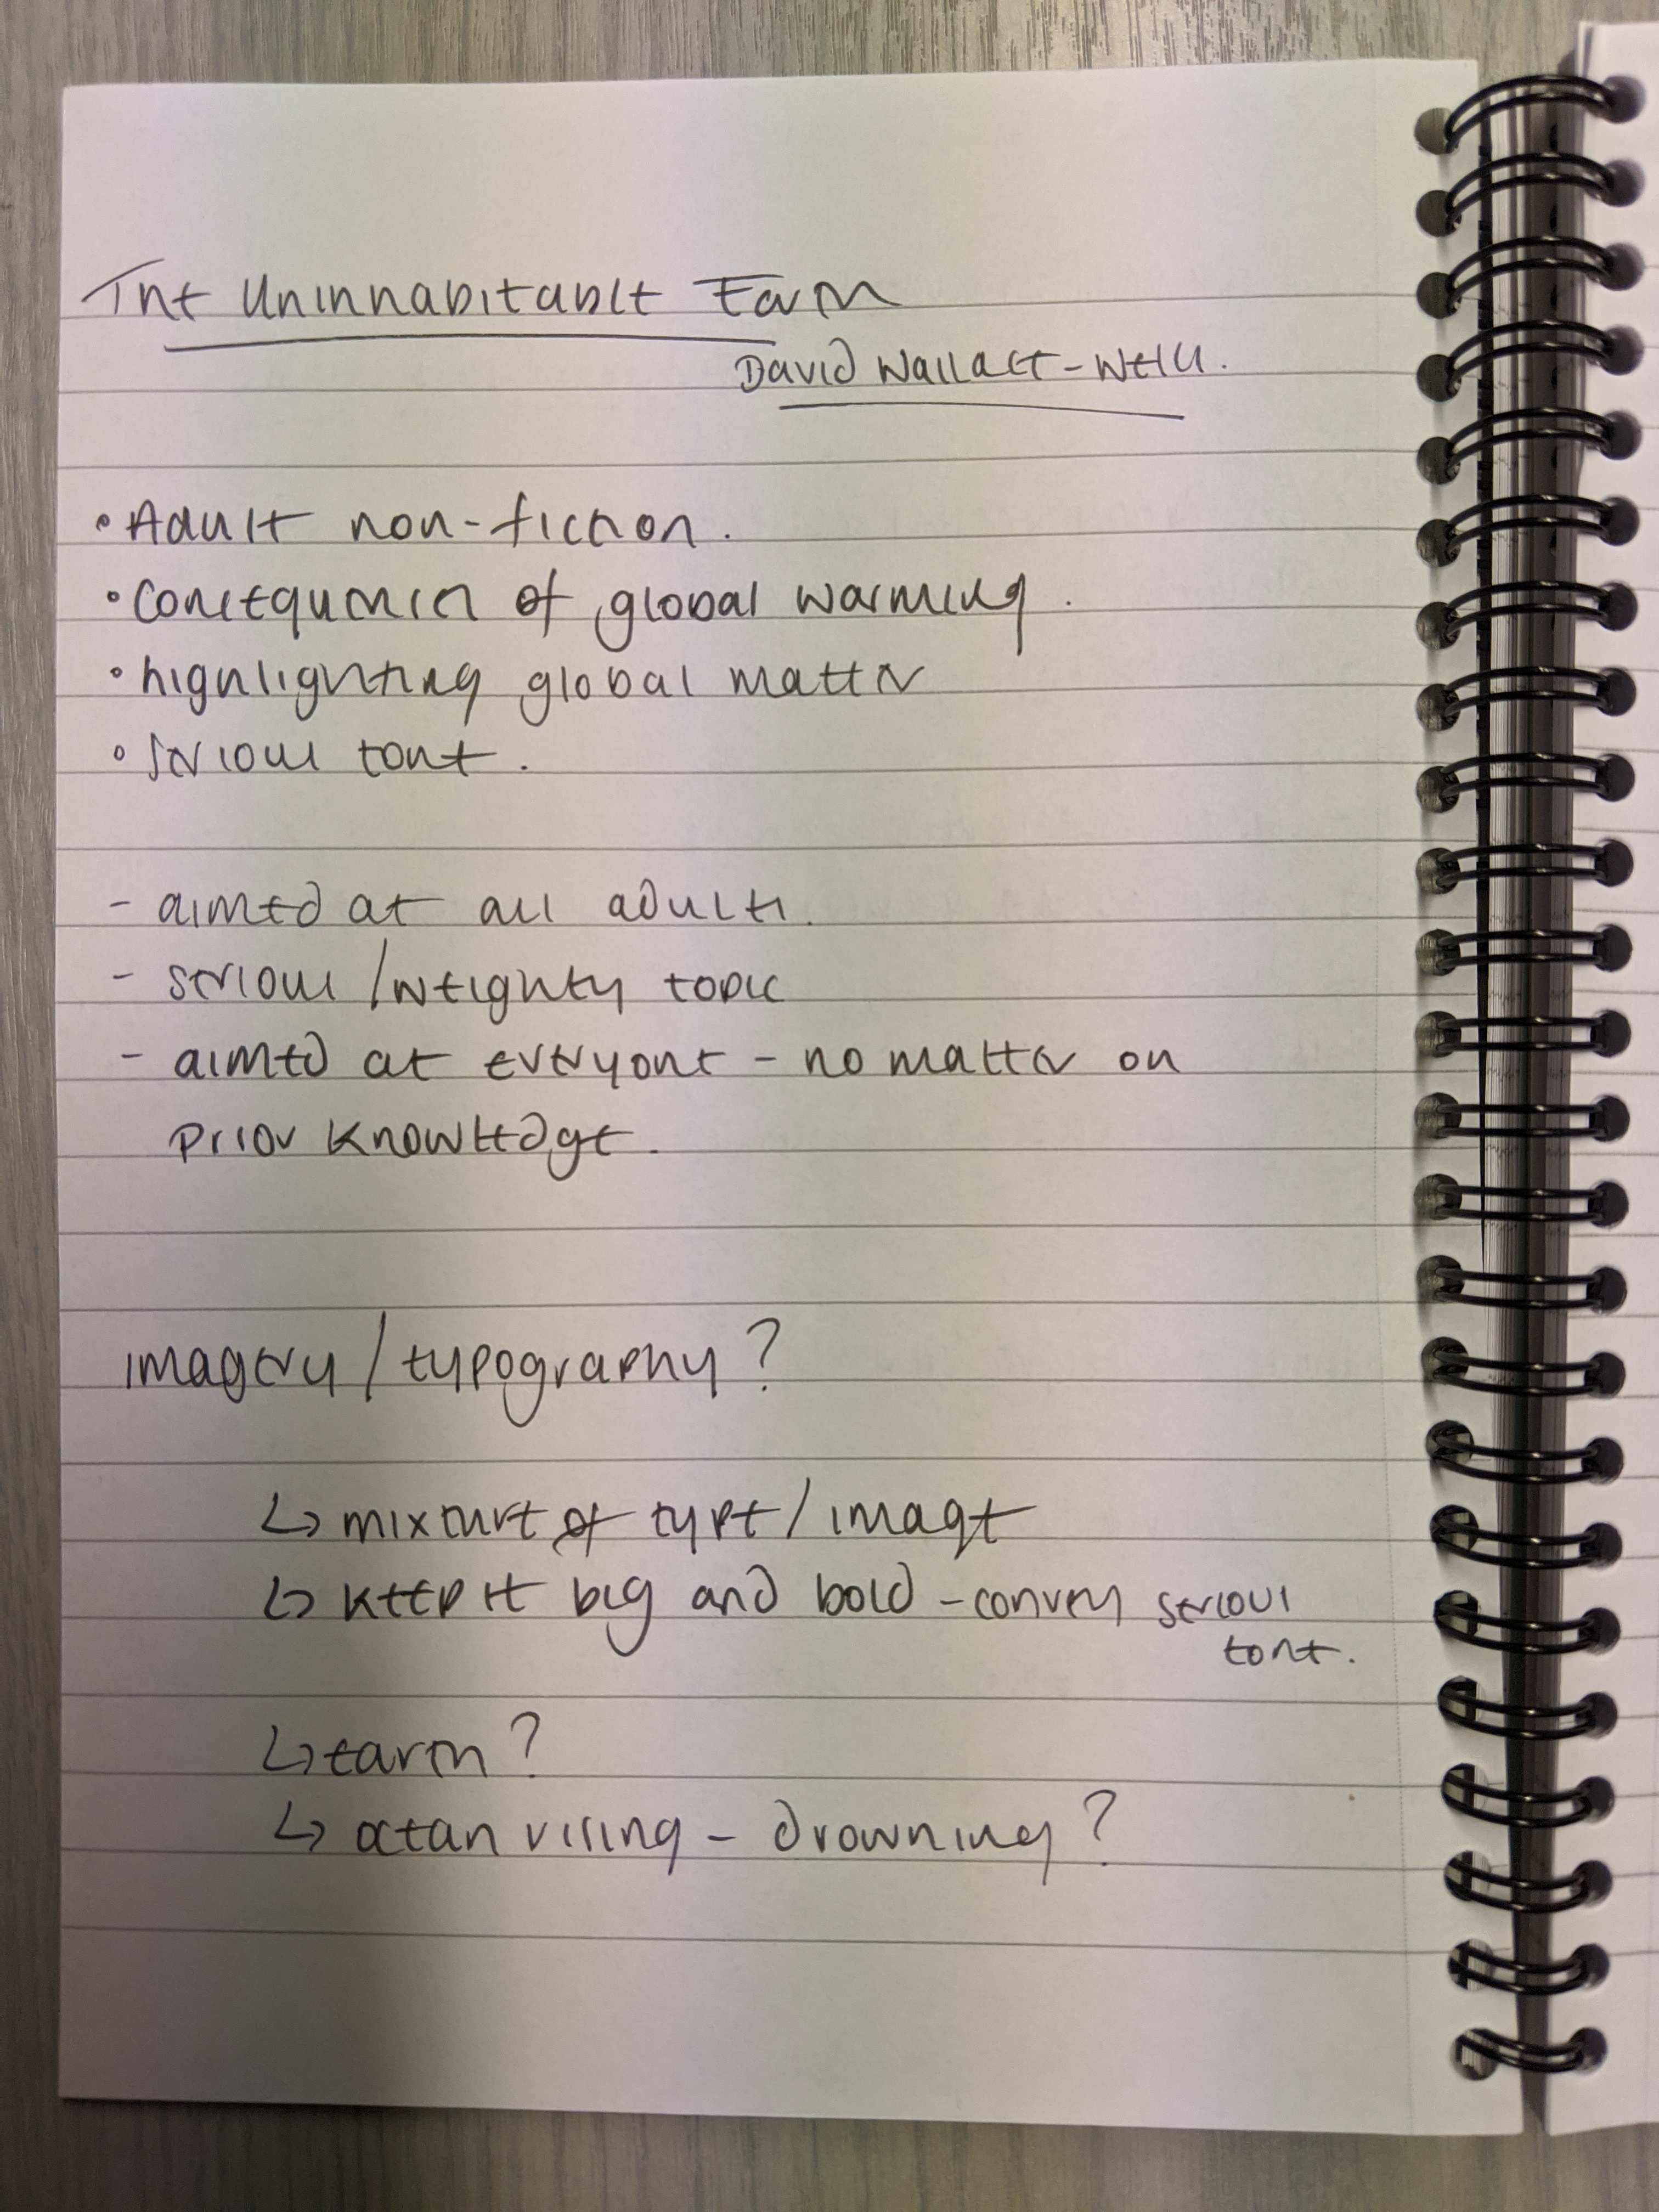 The Uninhabitable Earth
David Wallace-Wells.
• Adult non-fiction.
• Consequences of global warming.
• highlighting global matter
• Serious tone.
- aimed at all adults.
- serious/weighty topic
- aimed at everyone - no matter on
prior knowledge.
imagery/typography?
↳ mixture of type/image
↳ keep it big and bold - convey serious
tone.
↳ earth?
↳ ocean rising - drowning?